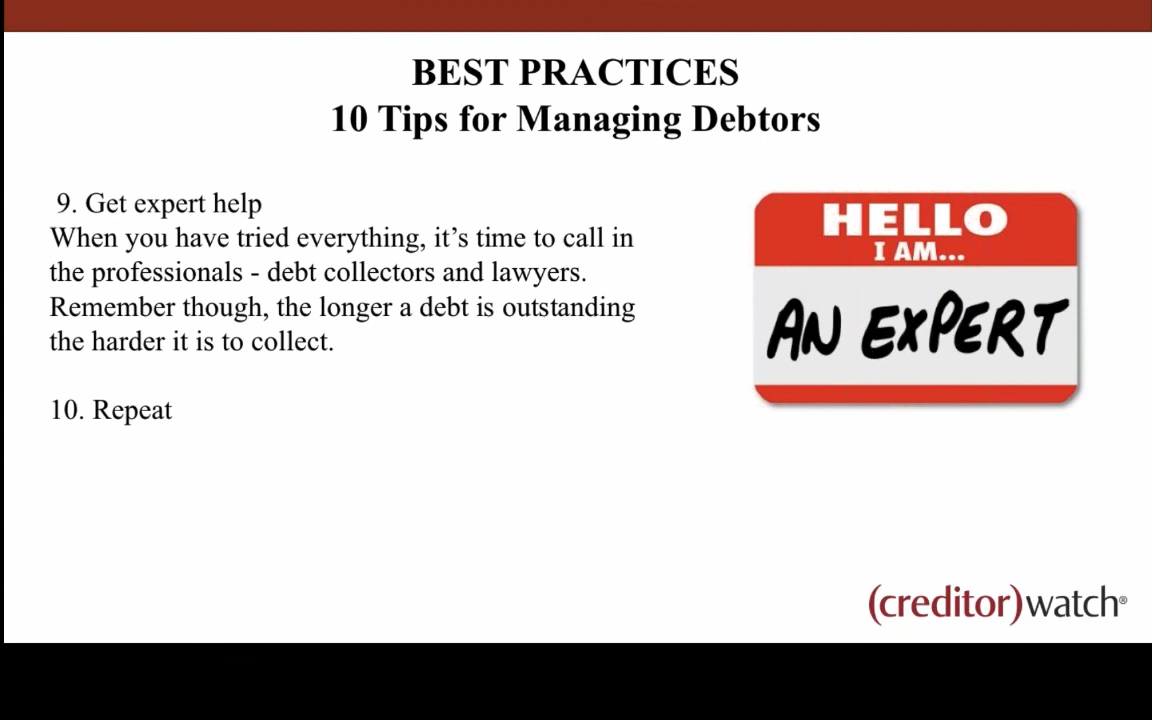 BEST PRACTICES
10 Tips for Managing Debtors
9. Get expert help
When you have tried everything, it’s time to call in
the professionals - debt collectors and lawyers.
Remember though, the longer a debt is outstanding
the harder it is to collect.
10. Repeat
HELLO
I AM...
AN EXPERT
(creditor)watch®